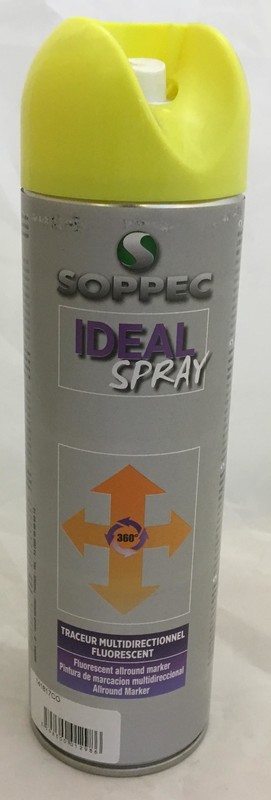 SOPPEC
IDEAL
SPRAY
360°
TRACEUR MULTIDIRECTIONNEL
FLUORESCENT
Fluorescent allround marker
Pintura de marcacion multidireccional
Allround Marker